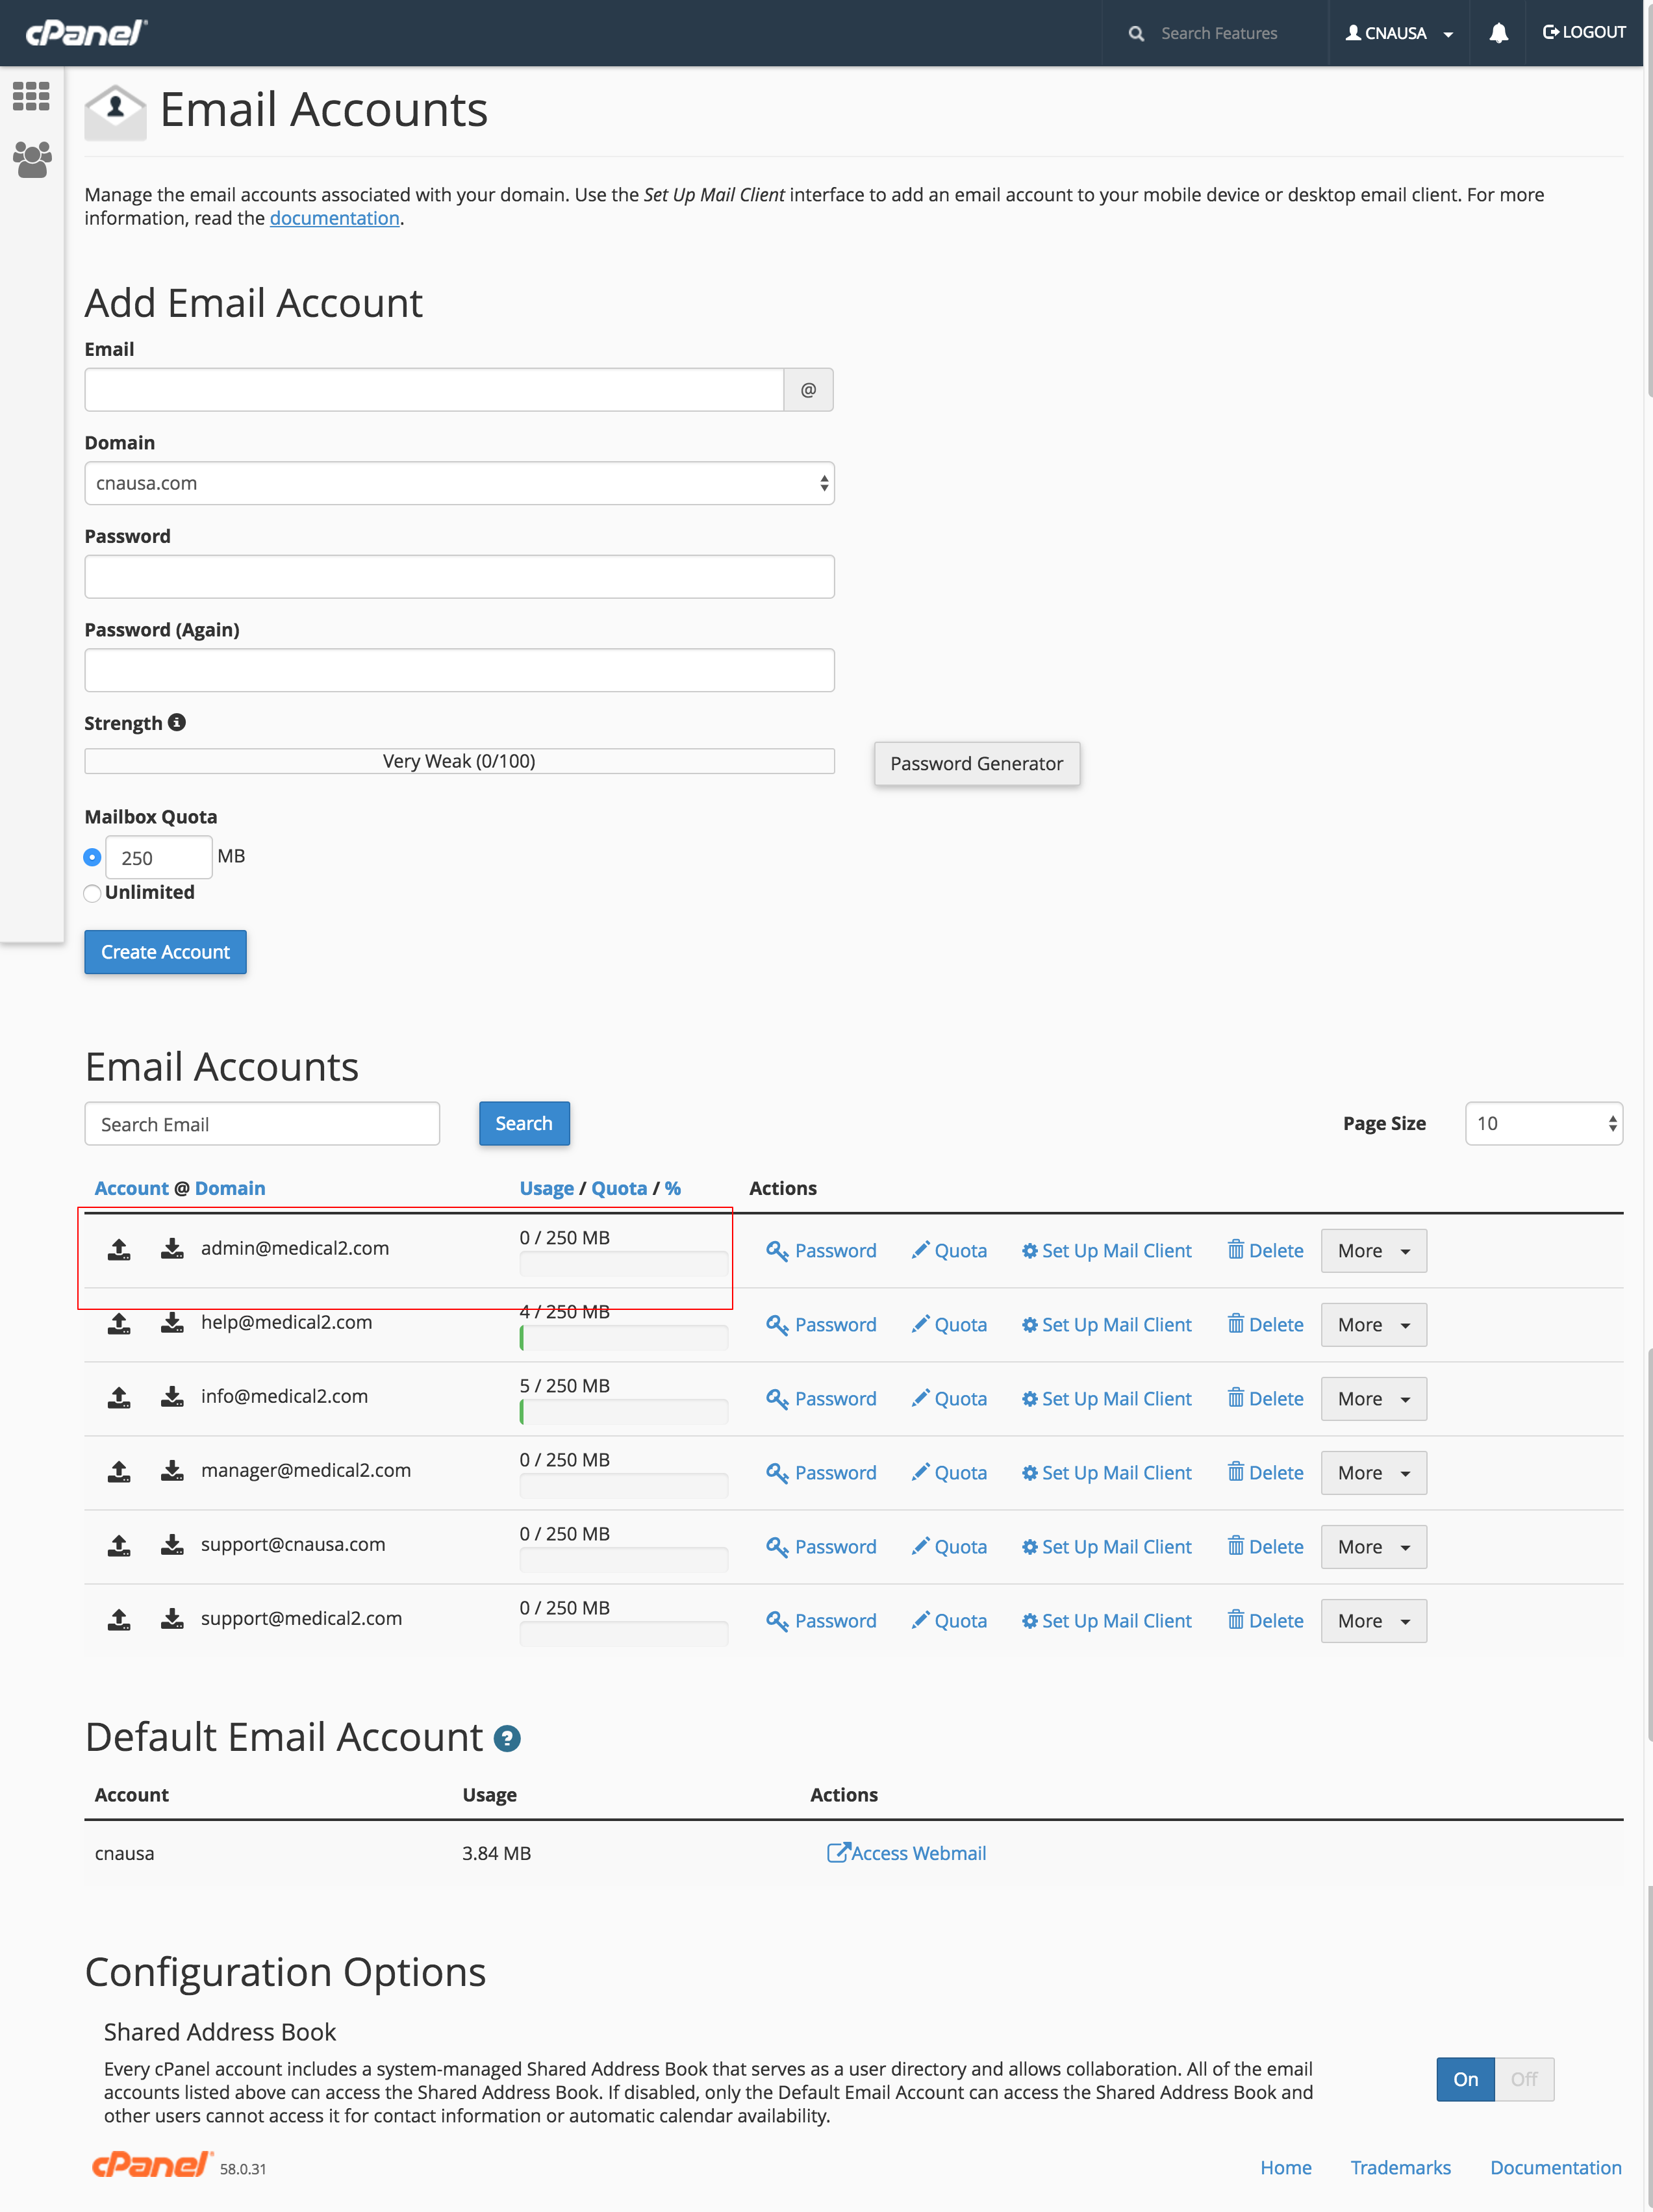 cPanel
Search Features
CNAUSA
LOGOUT
Email Accounts
Manage the email accounts associated with your domain. Use the Set Up Mail Client interface to add an email account to your mobile device or desktop email client. For more
information, read the documentation.
Add Email Account
Email
@
Domain
cnausa.com
Password
Password (Again)
Strength
Very Weak (0/100)
Password Generator
Mailbox Quota
250 MB
Unlimited
Create Account
Email Accounts
Search Email
Search
Page Size
10
Account @ Domain Usage / Quota / % Actions
admin@medical2.com 0 / 250 MB Password Quota Set Up Mail Client Delete More
help@medical2.com 4 / 250 MB Password Quota Set Up Mail Client Delete More
info@medical2.com 5 / 250 MB Password Quota Set Up Mail Client Delete More
manager@medical2.com 0 / 250 MB Password Quota Set Up Mail Client Delete More
support@cnausa.com 0 / 250 MB Password Quota Set Up Mail Client Delete More
support@medical2.com 0 / 250 MB Password Quota Set Up Mail Client Delete More
Default Email Account ?
Account Usage Actions
cnausa 3.84 MB Access Webmail
Configuration Options
Shared Address Book
Every cPanel account includes a system-managed Shared Address Book that serves as a user directory and allows collaboration. All of the email
accounts listed above can access the Shared Address Book. If disabled, only the Default Email Account can access the Shared Address Book and
other users cannot access it for contact information or automatic calendar availability.
On Off
cPanel 58.0.31
Home Trademarks Documentation